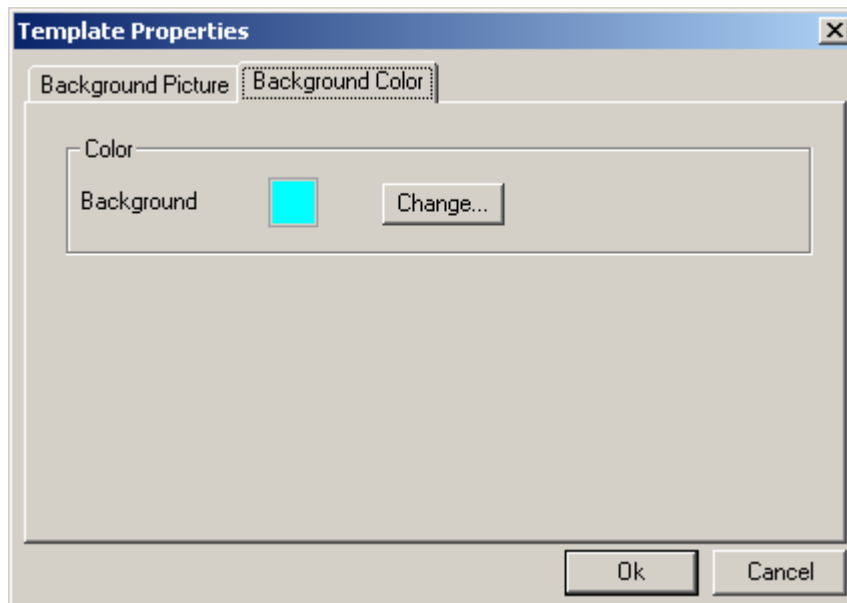 Template Properties
Background Picture Background Color
Color
Background Change...
Ok Cancel